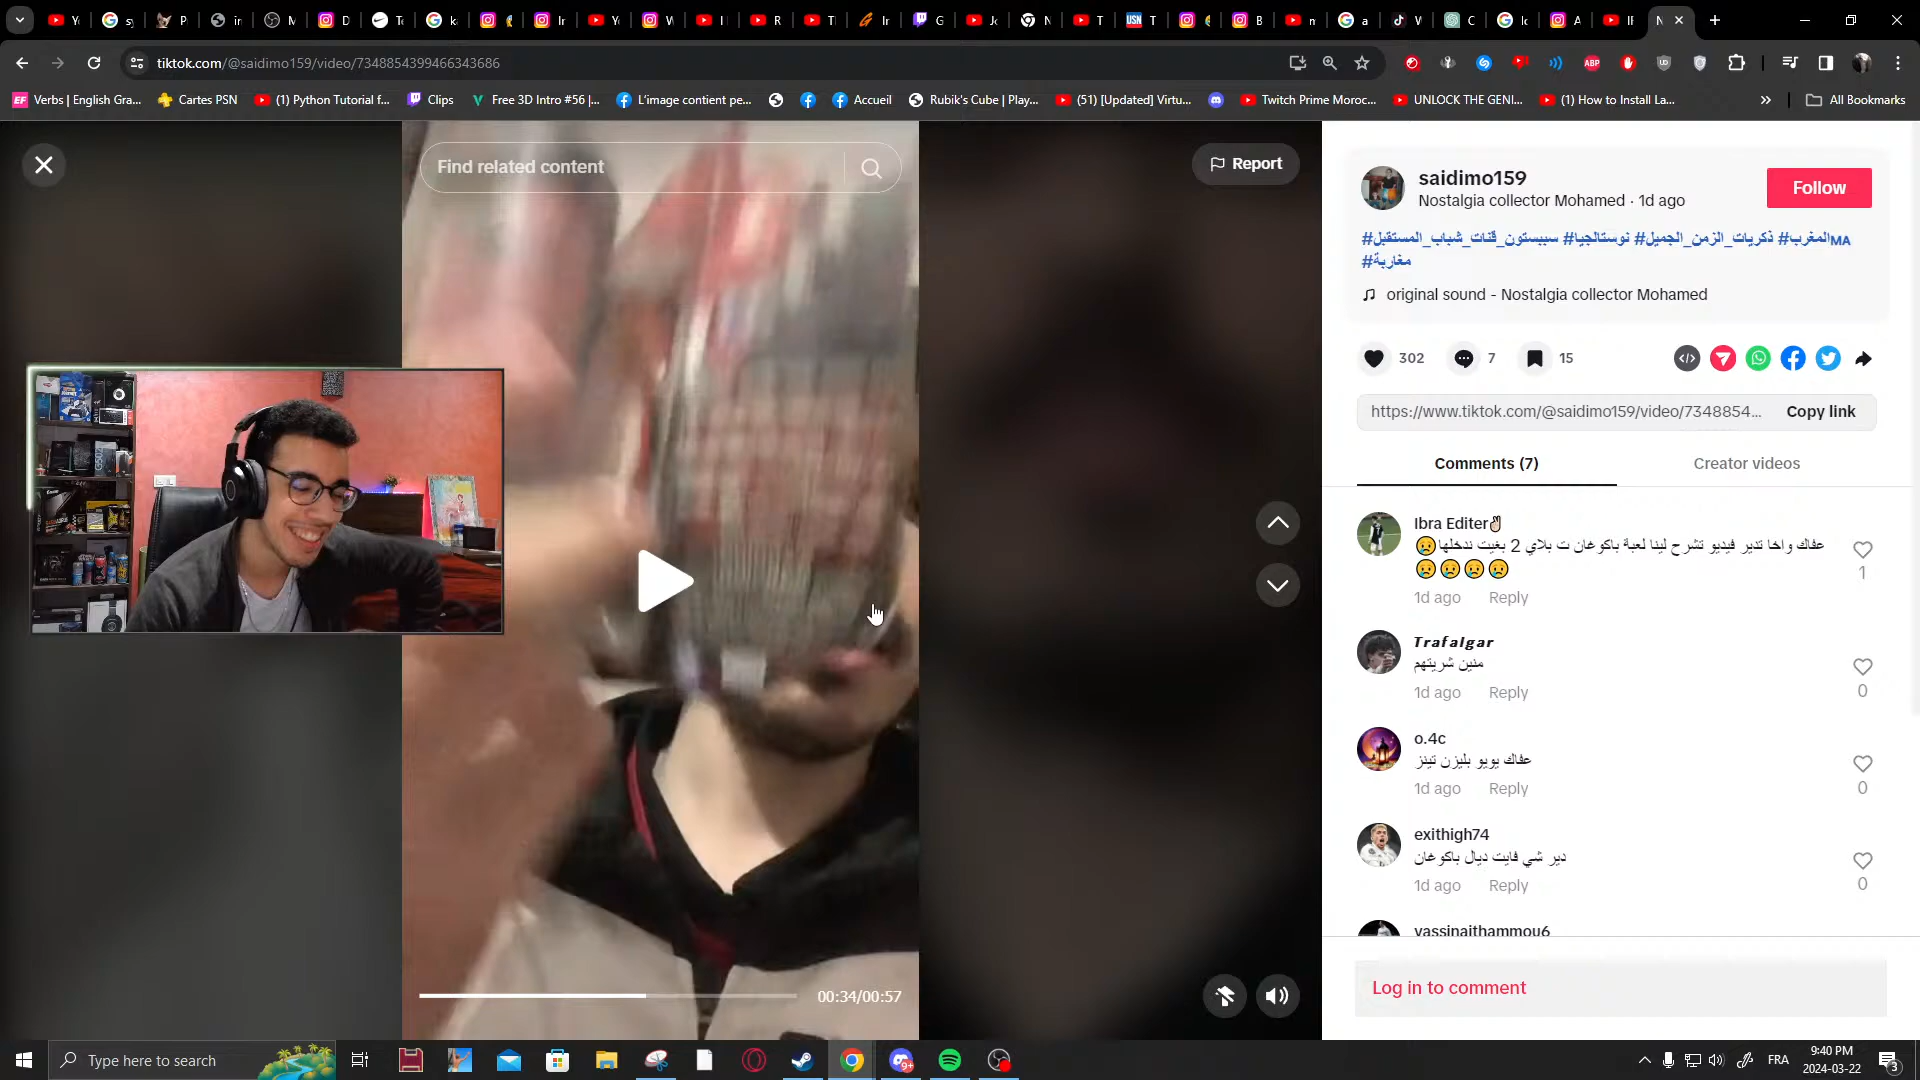 tiktok.com/@saidimo159/video/7348854399466343686
Verbs | English Gra...
Cartes PSN
(1) Python Tutorial f...
Clips
Free 3D Intro #56 |...
L'image contient pe...
Accueil
Rubik's Cube | Play...
(51) [Updated] Virtu...
Twitch Prime Moroc...
UNLOCK THE GENI...
(1) How to Install La...
All Bookmarks
Find related content
Report
saidimo159
Nostalgia collector Mohamed · 1d ago
Follow
#المغرب🇲🇦 #ذكريات_الزمن_الجميل #نوستالجيا #سبيستون_قنات_شباب_المستقبل
#مغاربة
original sound - Nostalgia collector Mohamed
302
7
15
https://www.tiktok.com/@saidimo159/video/7348854...
Copy link
Comments (7)
Creator videos
Ibra Editer✌🏻
عفاك واخا تدير فيديو تشرح لينا لعبة باكوغان ت بلاي 2 بغيت ندخلها😥
😥😥😥😥
1
1d ago
Reply
Trafalgar
منين شريتهم
1d ago
Reply
0
o.4c
عفاك يويو بليزن تينز
1d ago
Reply
0
exithigh74
دير شي فايت ديال باكوغان
1d ago
Reply
0
yassinaithammou6
00:34/00:57
Log in to comment
Type here to search
FRA
9:40 PM
2024-03-22
3